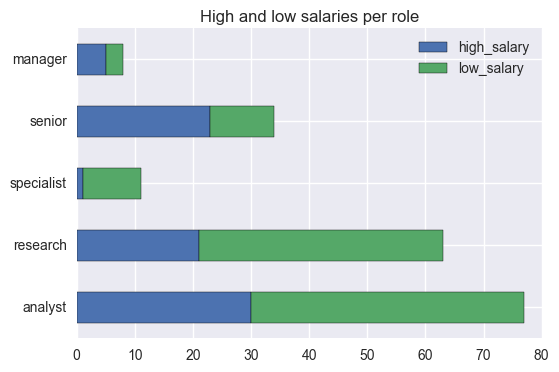 High and low salaries per role
high_salary
low_salary
manager
senior
specialist
research
analyst
0 10 20 30 40 50 60 70 80